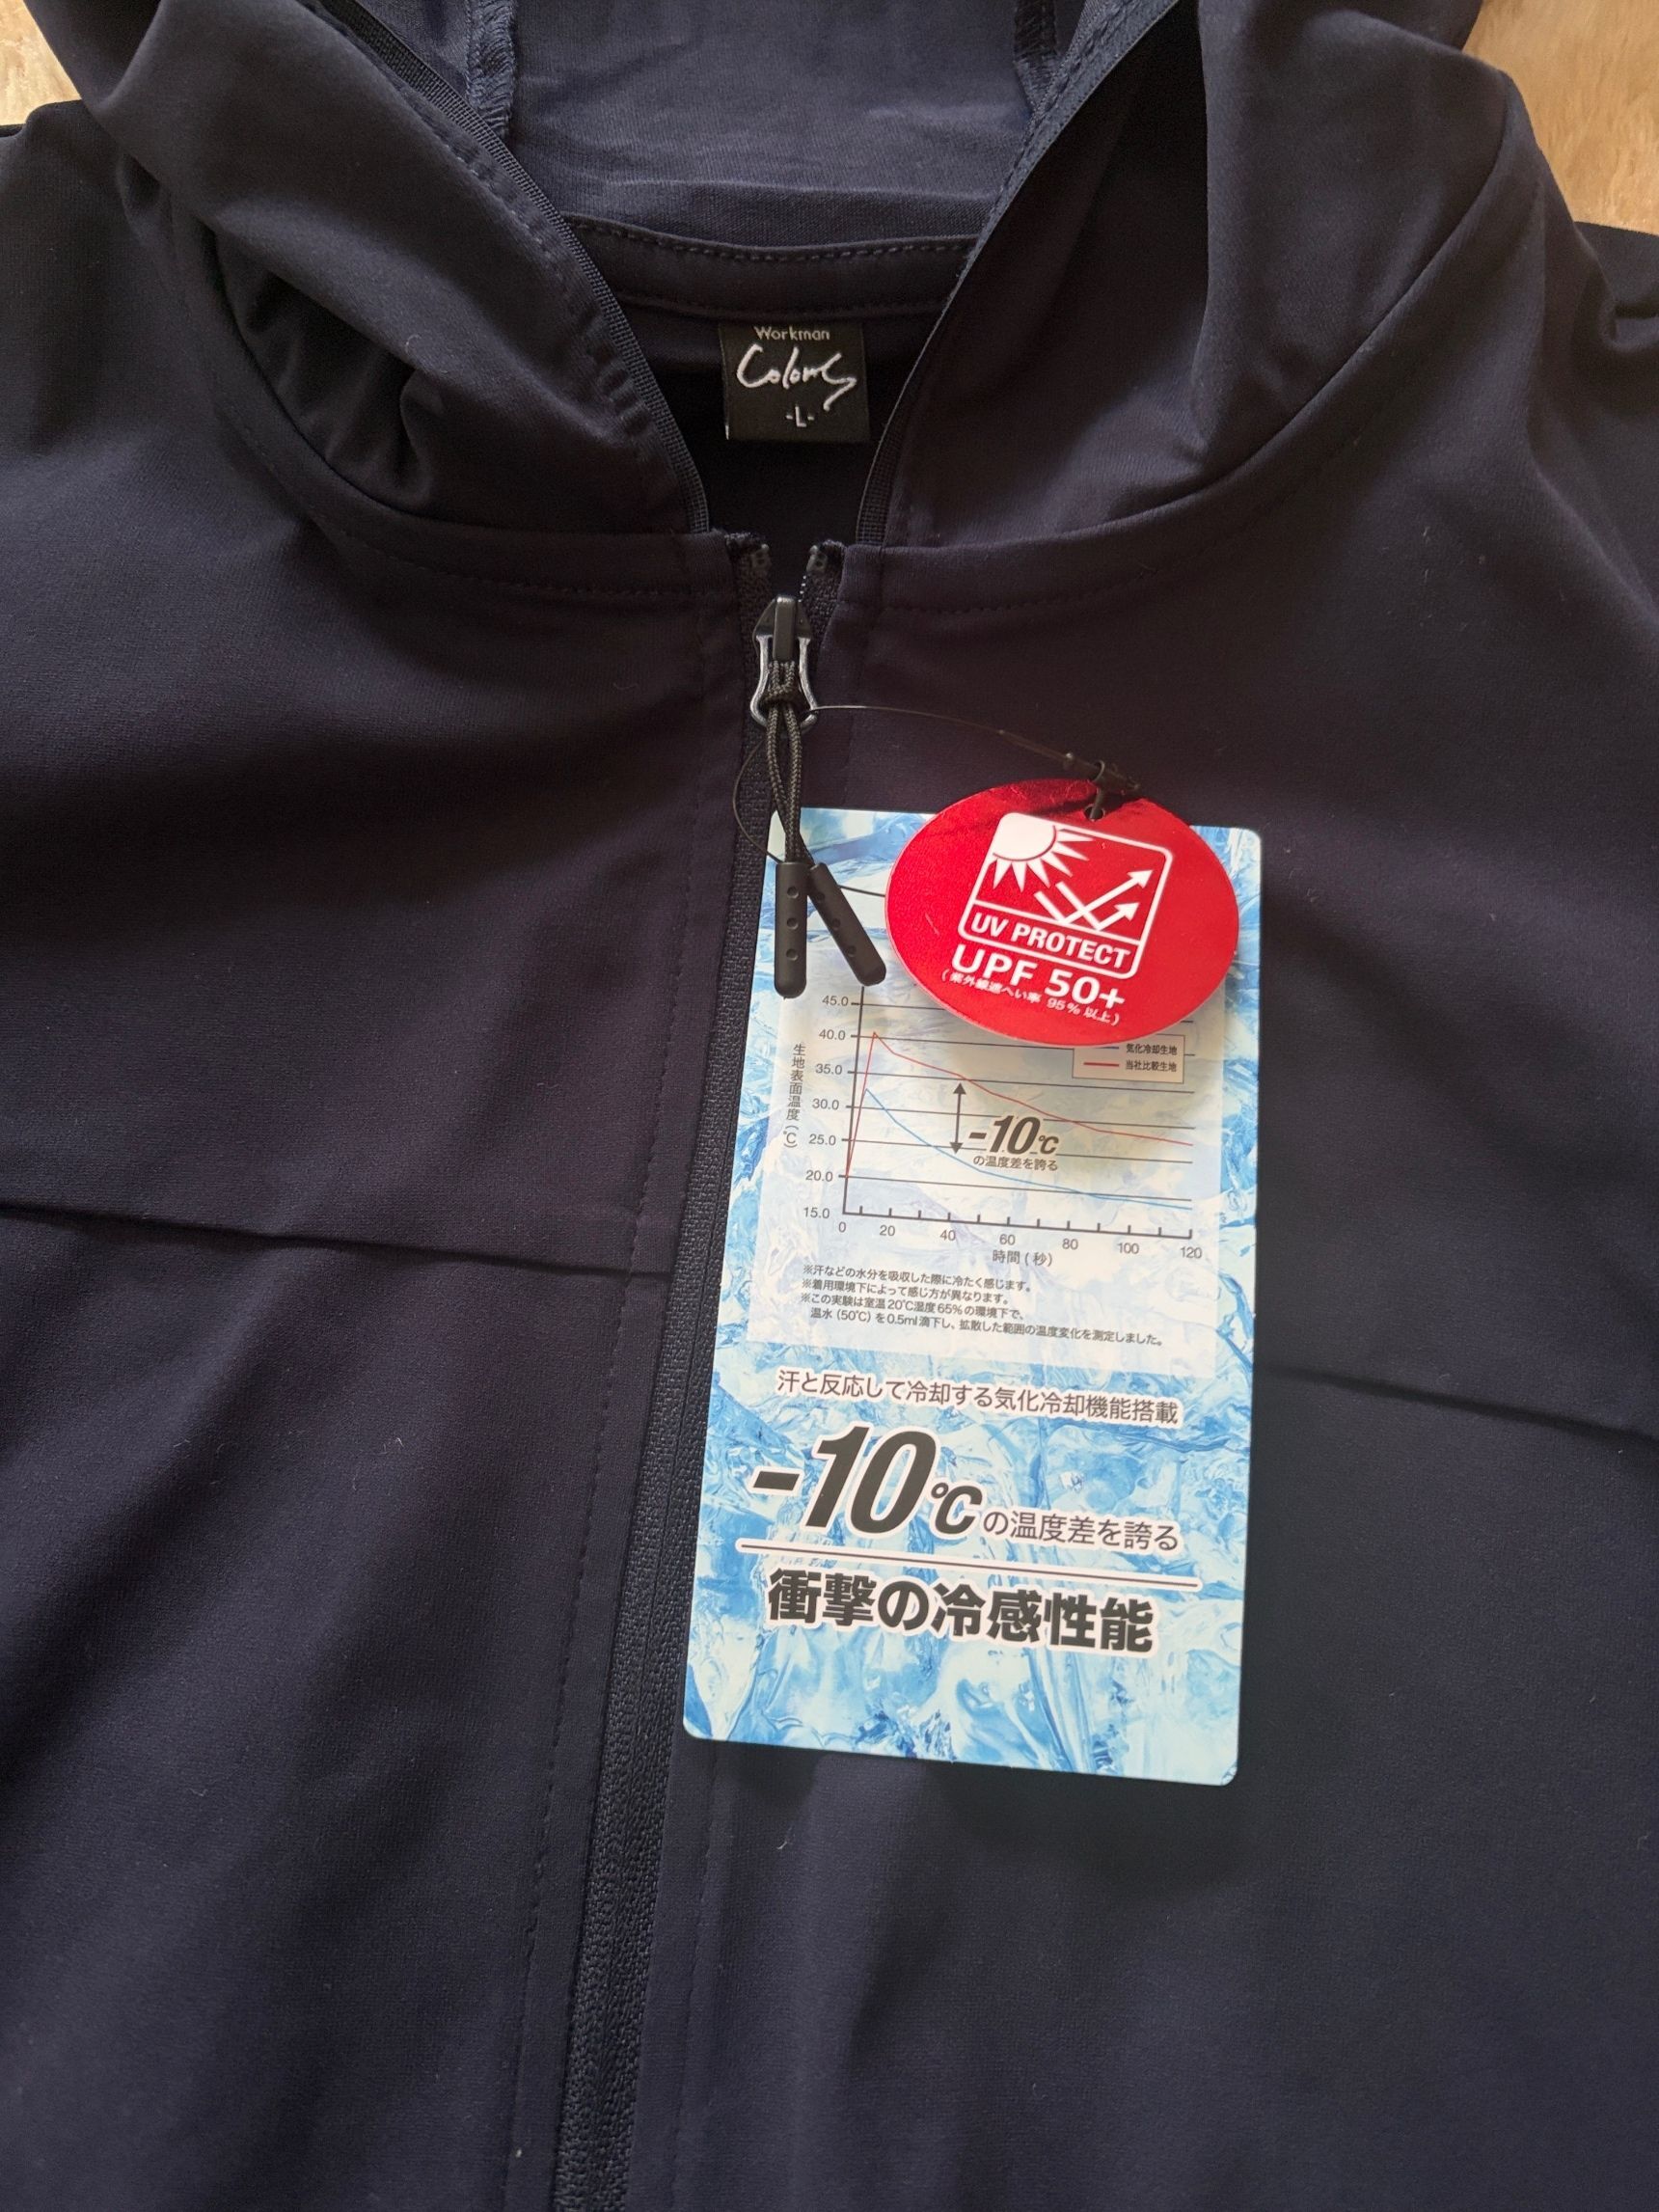 Workman
Colors
-L-
UV PROTECT
UPF 50+
(紫外線遮へい率 95%以上)
45.0
40.0
35.0
30.0
25.0
20.0
15.0
生地表面温度(℃)
気化冷却生地
当社比較生地
-10℃
の温度差を誇る
0 20 40 60 80 100 120
時間(秒)
※汗などの水分を吸収した際に冷たく感じます。
※着用環境下によって感じ方が異なります。
※この実験は室温20℃湿度65%の環境下で、
温水(50℃)を0.5ml滴下し、拡散した範囲の温度変化を測定しました。
汗と反応して冷却する気化冷却機能搭載
-10℃の温度差を誇る
衝撃の冷感性能